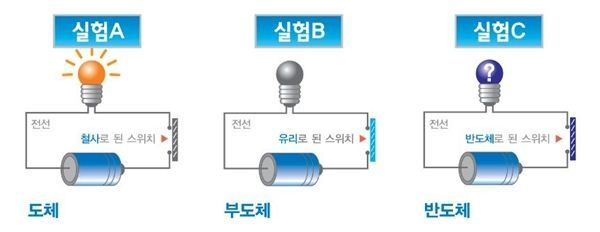 실험A
전선
철사로 된 스위치
도체
실험B
전선
유리로 된 스위치
부도체
실험C
?
전선
반도체로 된 스위치
반도체